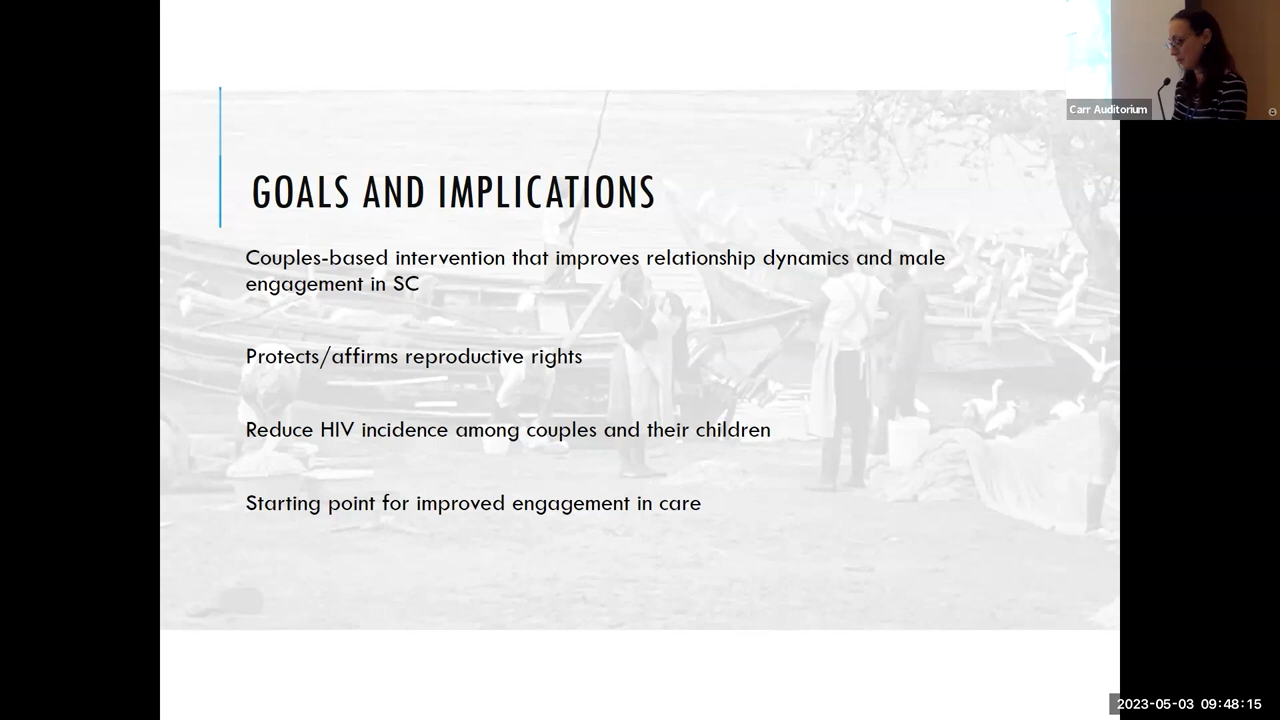 Carr Auditorium
GOALS AND IMPLICATIONS
Couples-based intervention that improves relationship dynamics and male
engagement in SC
Protects/affirms reproductive rights
Reduce HIV incidence among couples and their children
Starting point for improved engagement in care
2023-05-03 09:48:15